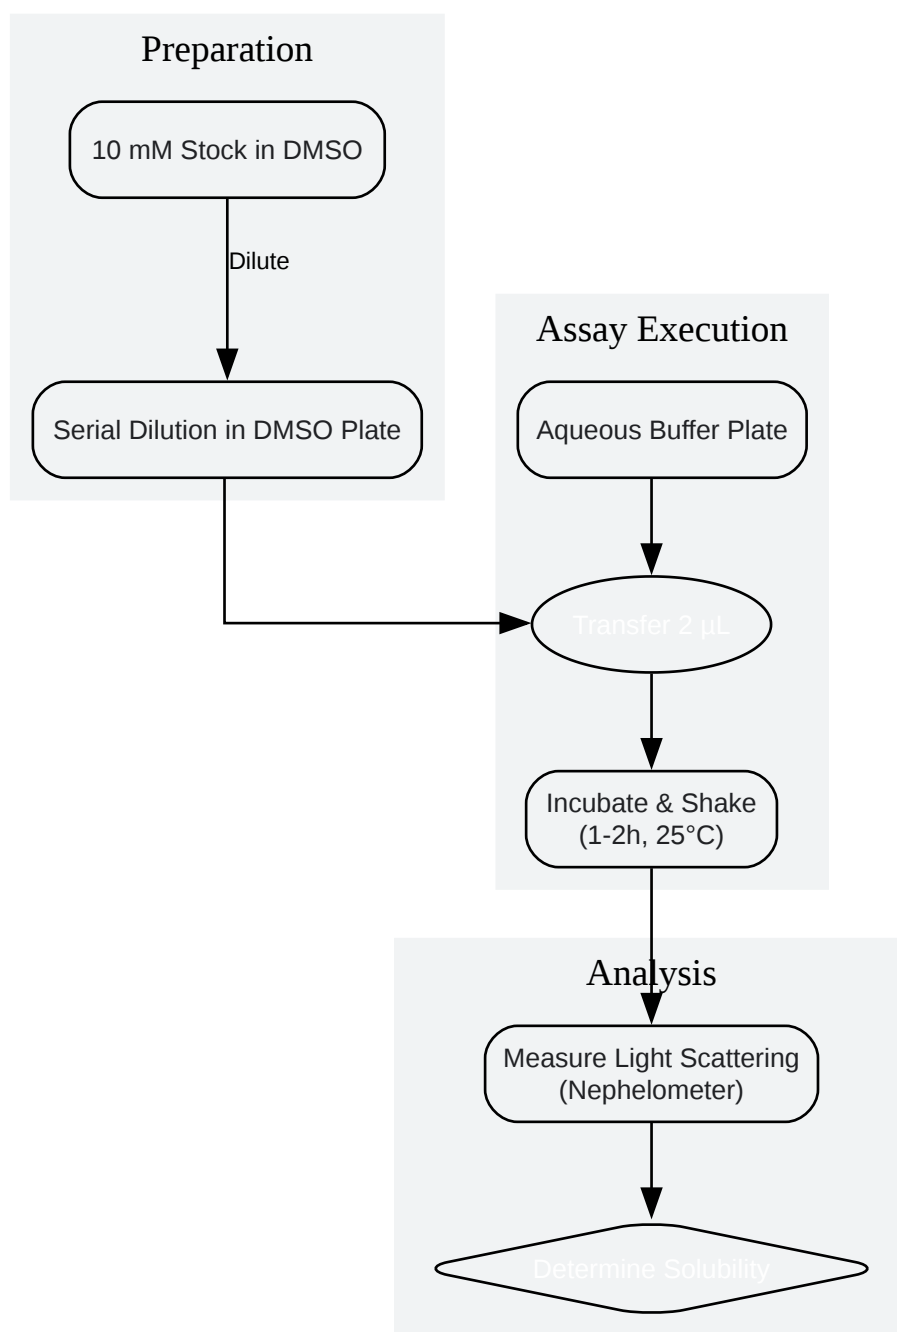 Preparation
10 mM Stock in DMSO
Dilute
Serial Dilution in DMSO Plate
Assay Execution
Aqueous Buffer Plate
Transfer 2 µL
Incubate & Shake
(1-2h, 25°C)
Analysis
Measure Light Scattering
(Nephelometer)
Determine Solubility